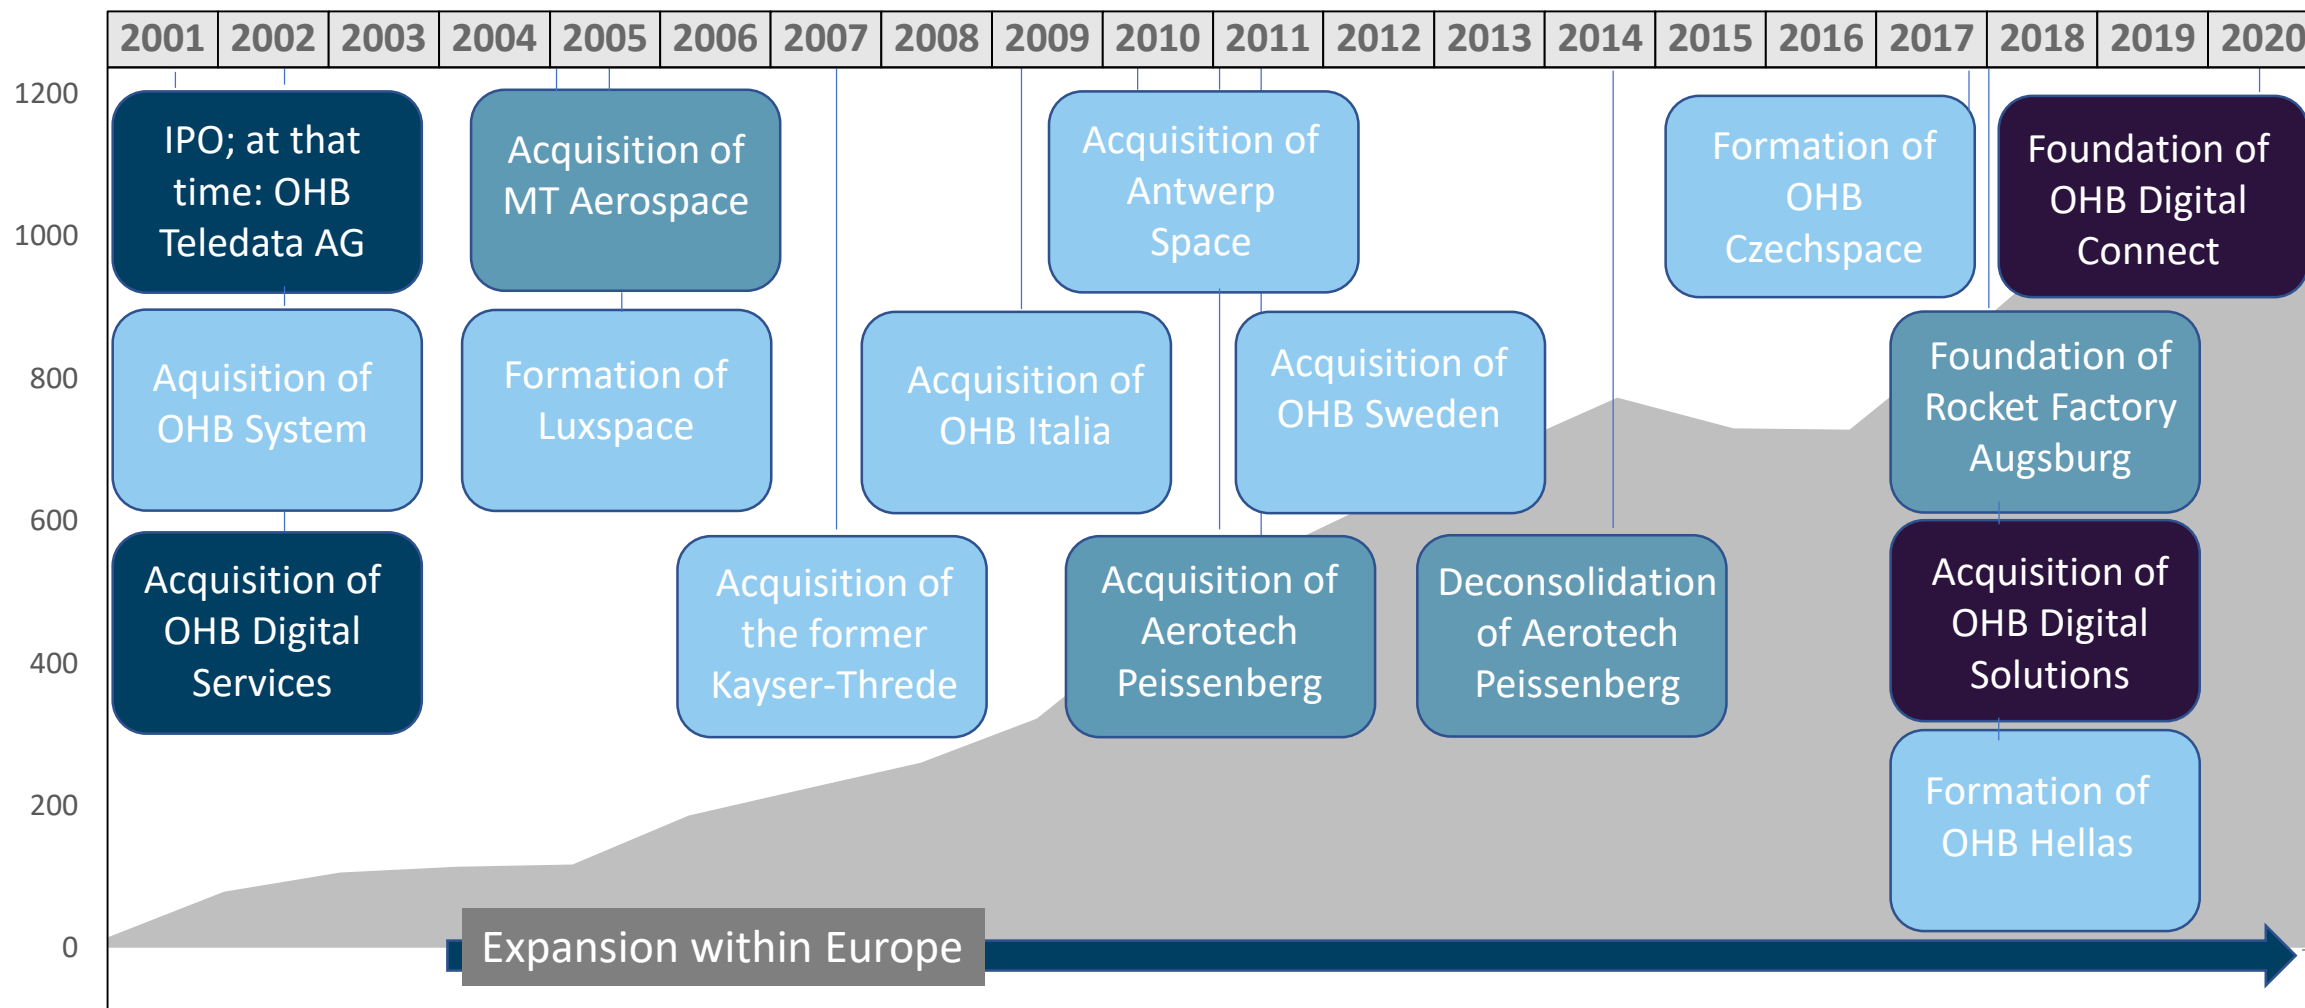 2001 2002 2003 2004 2005 2006 2007 2008 2009 2010 2011 2012 2013 2014 2015 2016 2017 2018 2019 2020
1200
1000
800
600
400
200
0
IPO; at that
time: OHB
Teledata AG
Acquisition of
MT Aerospace
Acquisition of
Antwerp
Space
Formation of
OHB
Czechspace
Foundation of
OHB Digital
Connect
Aquisition of
OHB System
Formation of
Luxspace
Acquisition of
OHB Italia
Acquisition of
OHB Sweden
Foundation of
Rocket Factory
Augsburg
Acquisition of
OHB Digital
Services
Acquisition of
the former
Kayser-Threde
Acquisition of
Aerotech
Peissenberg
Deconsolidation
of Aerotech
Peissenberg
Acquisition of
OHB Digital
Solutions
Formation of
OHB Hellas
Expansion within Europe